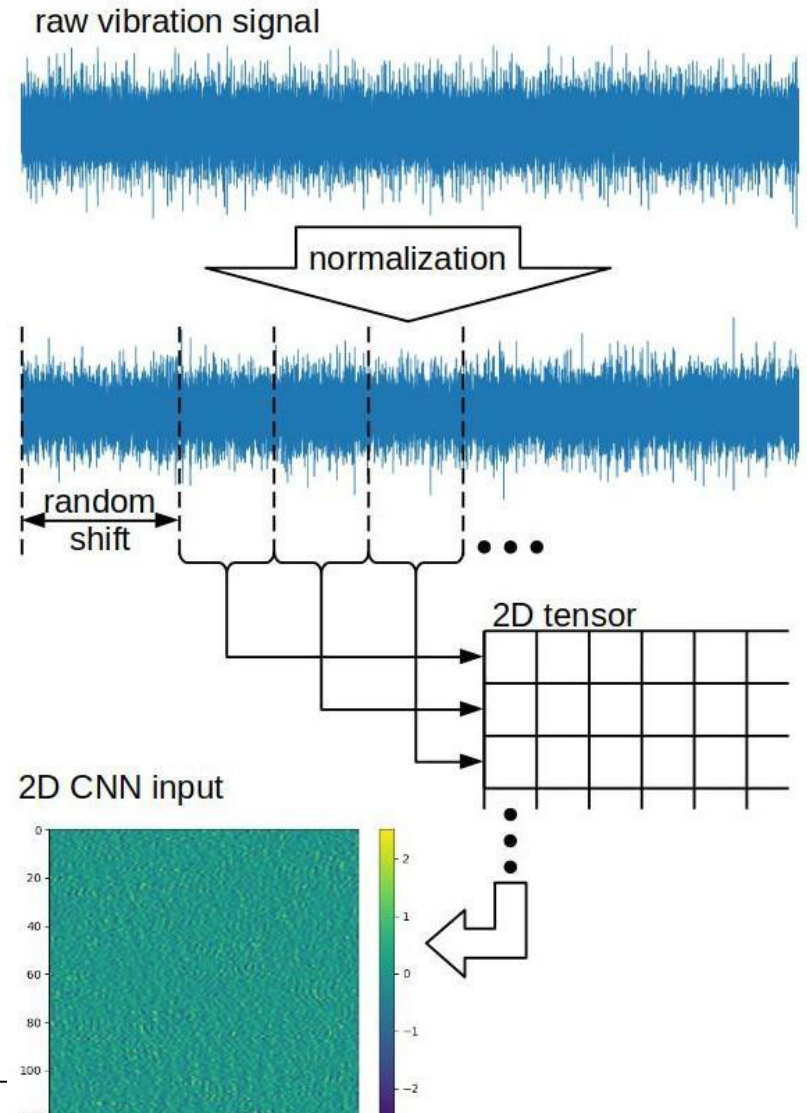 raw vibration signal
normalization
random
shift
2D tensor
2D CNN input
0
20
40
60
80
100
2
1
0
−1
−2